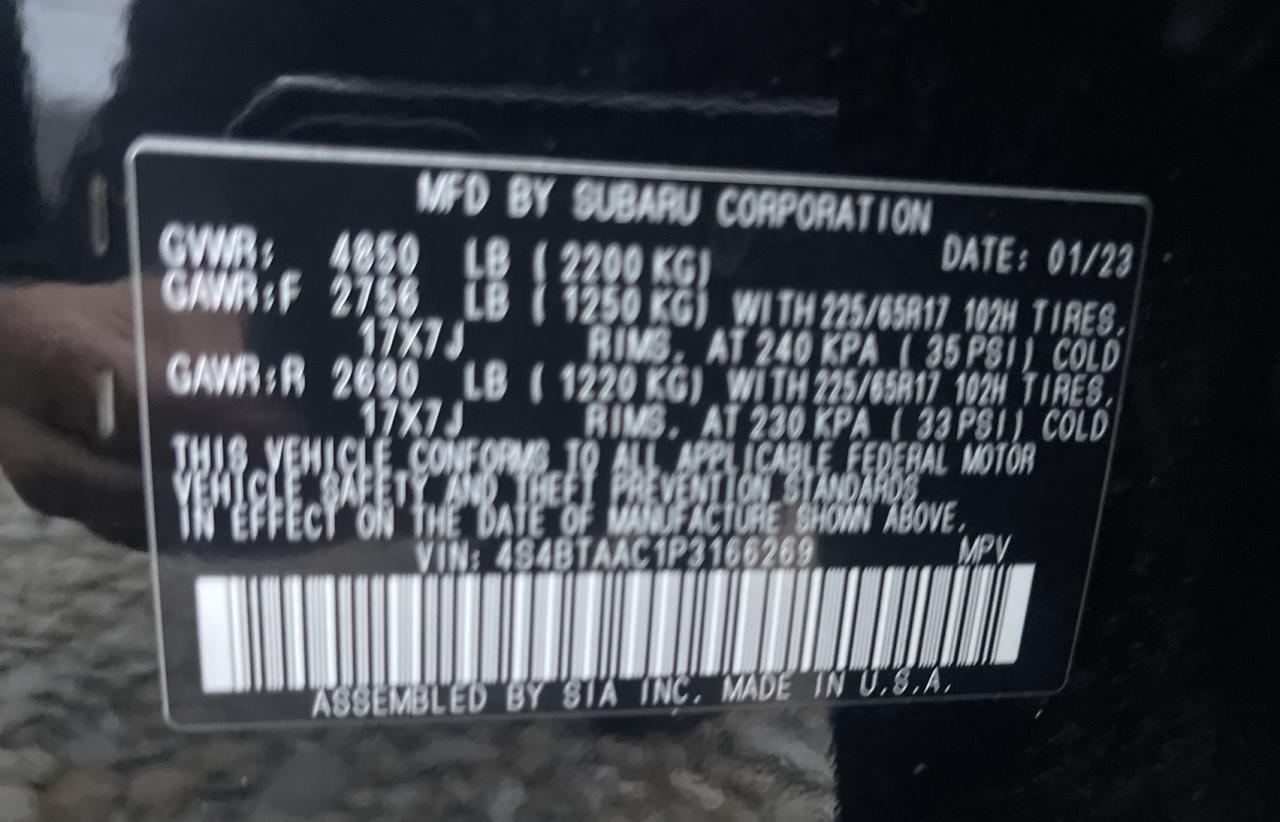 MFD BY SUBARU CORPORATION
DATE: 01/23
GVWR: 4850 LB ( 2200 KG)
GAWR:F 2756 LB ( 1250 KG) WITH 225/65R17 102H TIRES,
17X7J RIMS. AT 240 KPA ( 35 PSI) COLD
GAWR:R 2690 LB ( 1220 KG) WITH 225/65R17 102H TIRES,
17X7J RIMS. AT 230 KPA ( 33 PSI) COLD
THIS VEHICLE CONFORMS TO ALL APPLICABLE FEDERAL MOTOR
VEHICLE SAFETY AND THEFT PREVENTION STANDARDS
IN EFFECT ON THE DATE OF MANUFACTURE SHOWN ABOVE.
VIN: 4S4BTAAC1P3166269 MPV
ASSEMBLED BY SIA INC. MADE IN U.S.A.